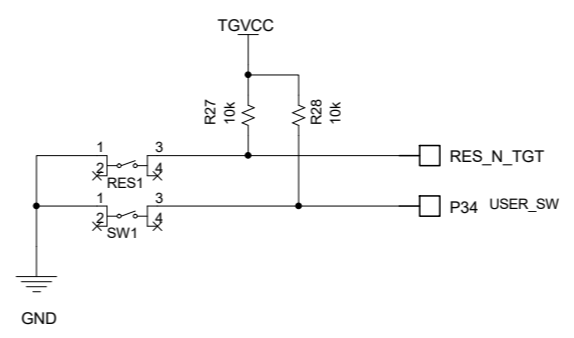 TGVCC
R27
10k
R28
10k
1
3
RES_N_TGT
2
4
RES1
1
3
P34 USER_SW
2
4
SW1
GND